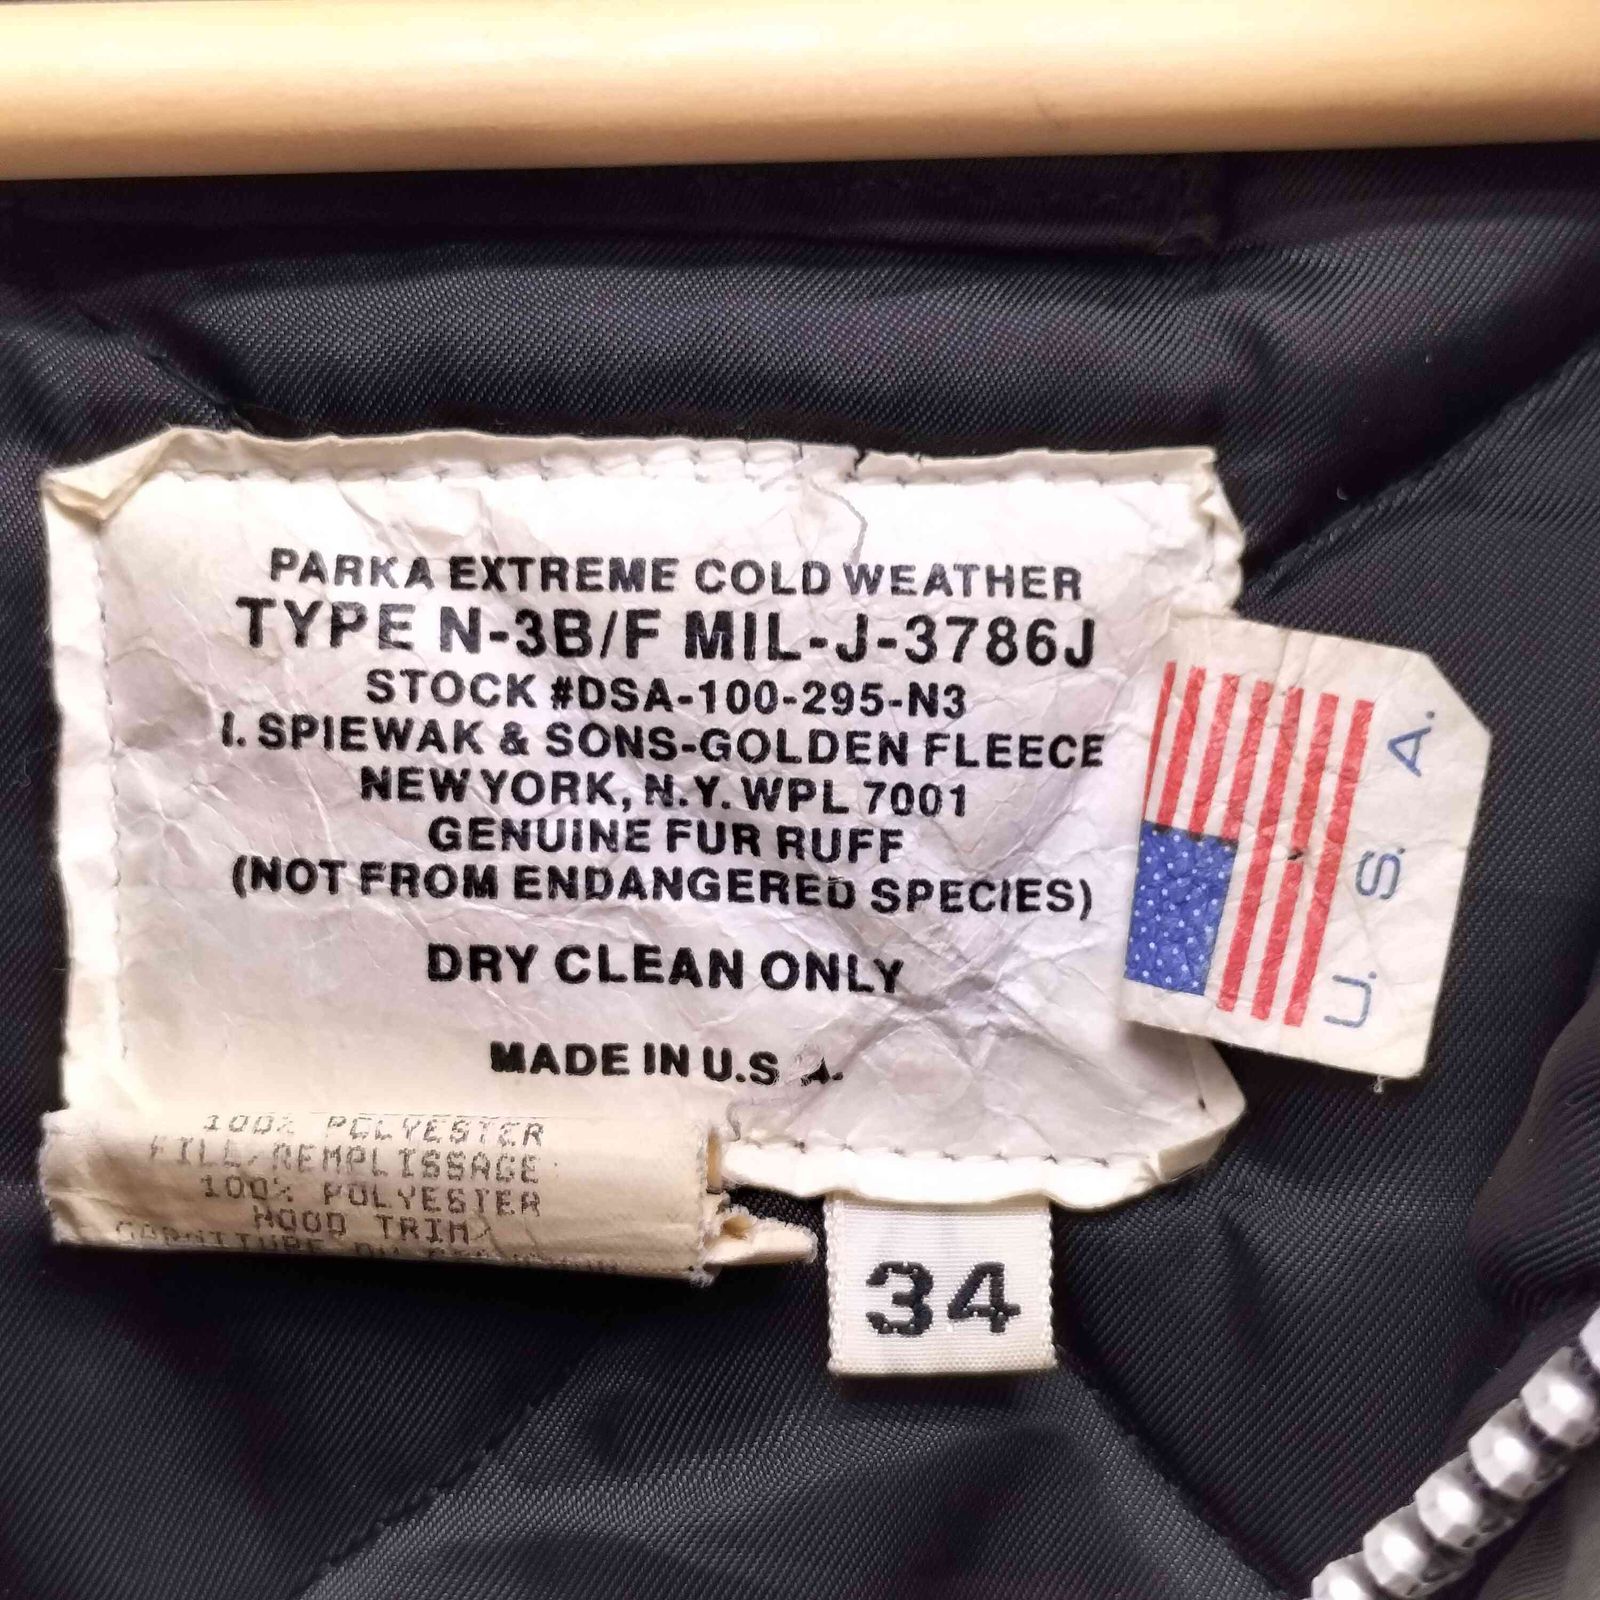 PARKA EXTREME COLD WEATHER
TYPE N-3B/F MIL-J-3786J
STOCK #DSA-100-295-N3
I. SPIEWAK & SONS-GOLDEN FLEECE
NEW YORK, N.Y. WPL 7001
GENUINE FUR RUFF
(NOT FROM ENDANGERED SPECIES)
DRY CLEAN ONLY
MADE IN U.S.A.
U. S. A.
100% POLYESTER
FILL/REMPLISSAGE
100% POLYESTER
HOOD TRIM
GARNITURE DU
34